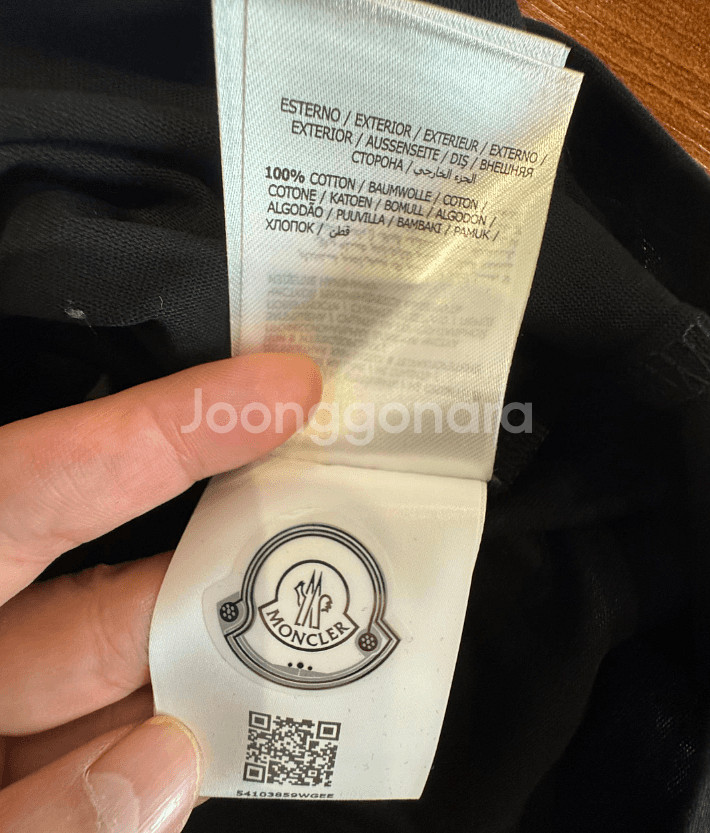 ESTERNO / EXTERIOR / EXTERIEUR / EXTERNO /
EXTERIOR / AUSSENSEITE / DIŞ / ВНЕШНЯЯ
СТОРОНА / الجزء الخارجي
100% COTTON / BAUMWOLLE / COTON /
COTONE / KATOEN / BOMULL / ALGODÓN /
ALGODÃO / PUUVILLA / BAMBAKI / PAMUK /
ХЛОПОК / قطن
Joonggonara
MONCLER
54103859WGEE